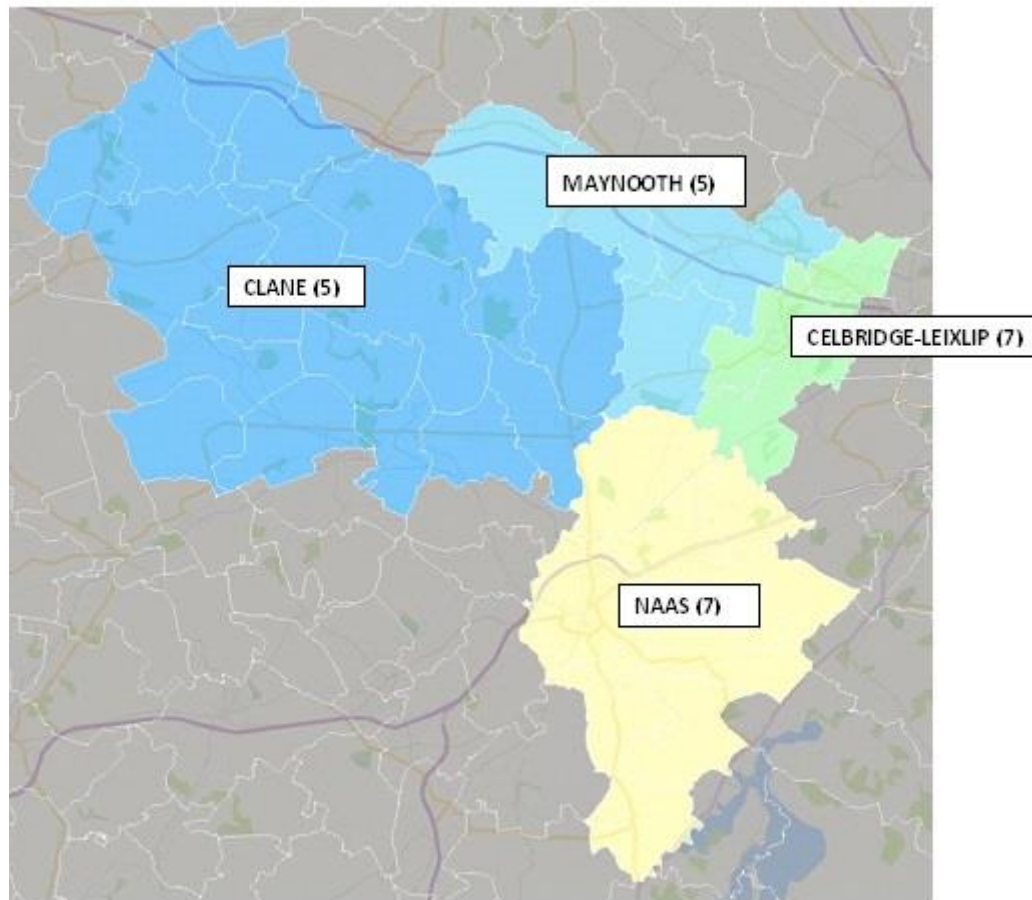 MAYNOOTH (5)
CLANE (5)
CELBRIDGE-LEIXLIP (7)
NAAS (7)